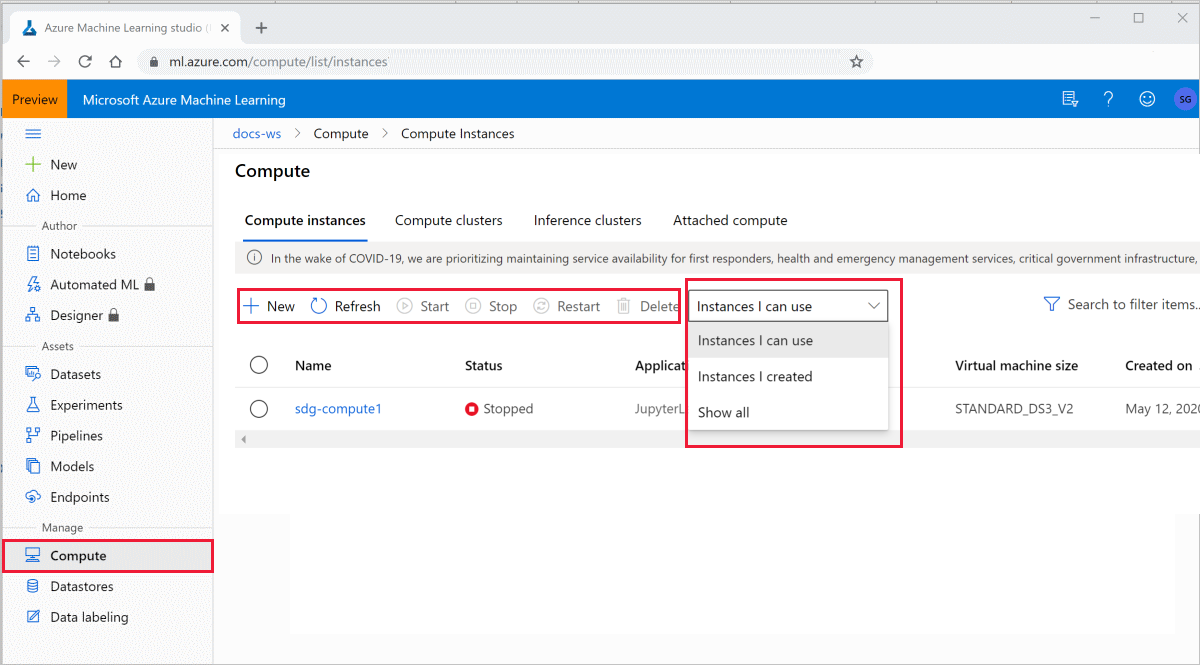 Azure Machine Learning studio (
ml.azure.com/compute/list/instances
Preview
Microsoft Azure Machine Learning
SG
docs-ws > Compute > Compute Instances
New
Home
Author
Notebooks
Automated ML
Designer
Assets
Datasets
Experiments
Pipelines
Models
Endpoints
Manage
Compute
Datastores
Data labeling
Compute
Compute instances Compute clusters Inference clusters Attached compute
In the wake of COVID-19, we are prioritizing maintaining service availability for first responders, health and emergency management services, critical government infrastructure,
New Refresh Start Stop Restart Delete Instances I can use Search to filter items..
Instances I can use
Instances I created
Show all
Name Status Applicat Virtual machine size Created on
sdg-compute1 Stopped JupyterL STANDARD_DS3_V2 May 12, 202